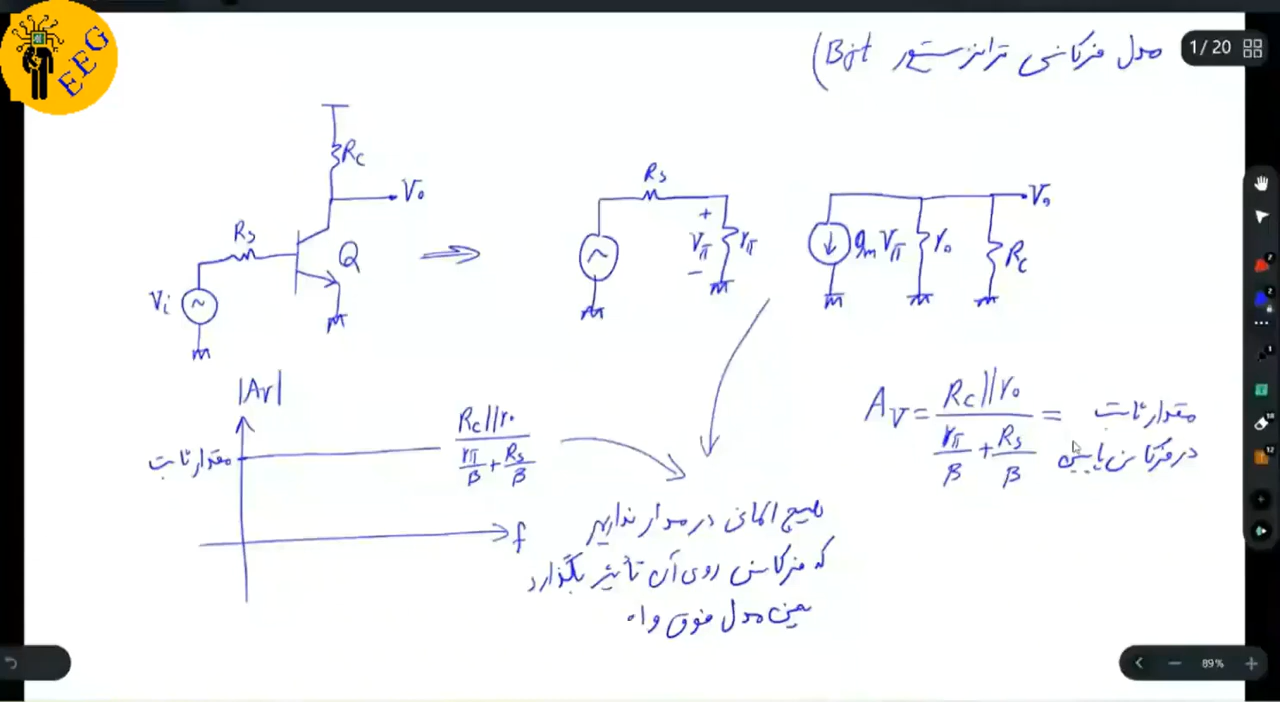 EEG
1/20
مدل فرکانسی ترانزیستور Bjt)
Rc
Vo
Rs
Q
Vi
Rs
+
Vπ
-
rπ
gm Vπ
ro
Rc
Vo
|Av|
مقدار ثابت
Rc||ro
rπ/β + Rs/β
f
Av = Rc||ro / (rπ/β + Rs/β) = مقدار ثابت
در فرکانس پایین
هیچ المانی در مدار نداریم
که فرکانس روی آن تأثیر بگذارد
یعنی مدل فوق
89%